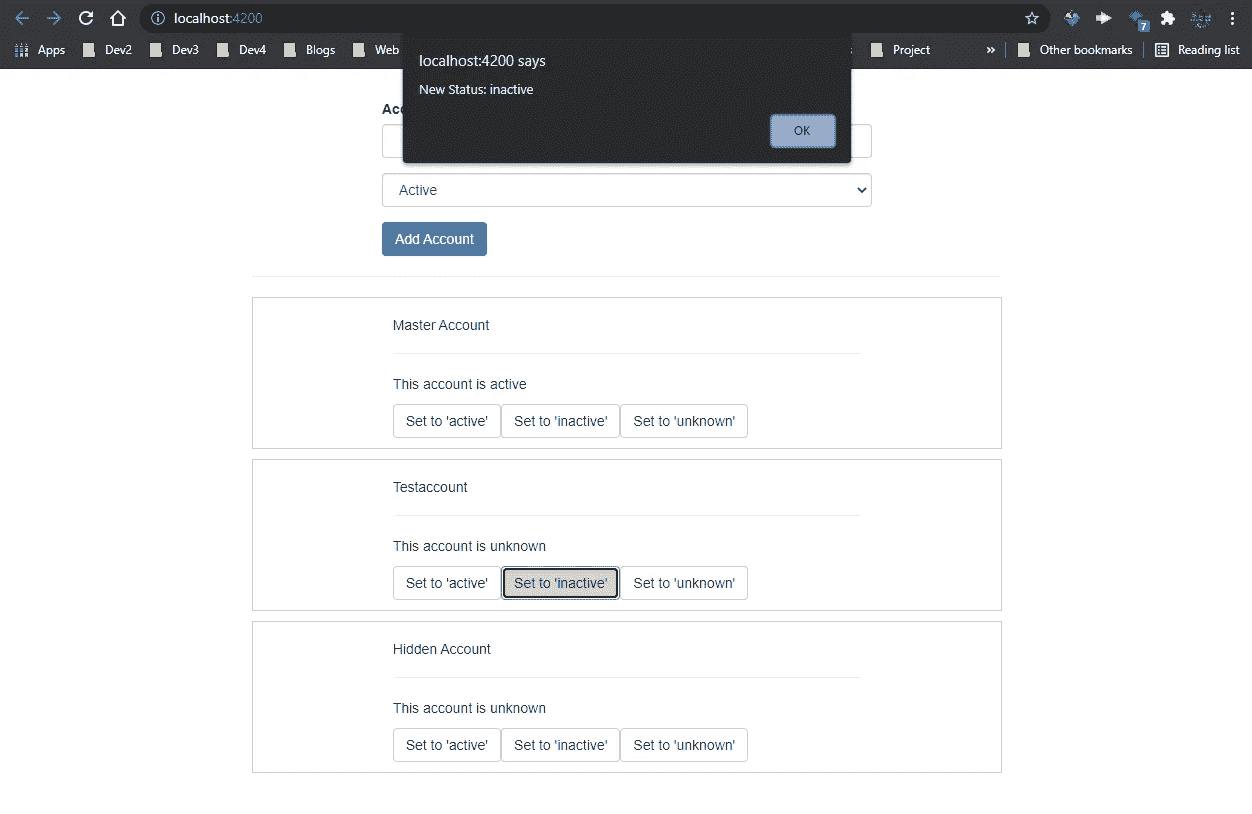 localhost:4200
7
Apps Dev2 Dev3 Dev4 Blogs Web Project » Other bookmarks Reading list
localhost:4200 says
New Status: inactive
OK
Active
Add Account
Master Account
This account is active
Set to 'active' Set to 'inactive' Set to 'unknown'
Testaccount
This account is unknown
Set to 'active' Set to 'inactive' Set to 'unknown'
Hidden Account
This account is unknown
Set to 'active' Set to 'inactive' Set to 'unknown'